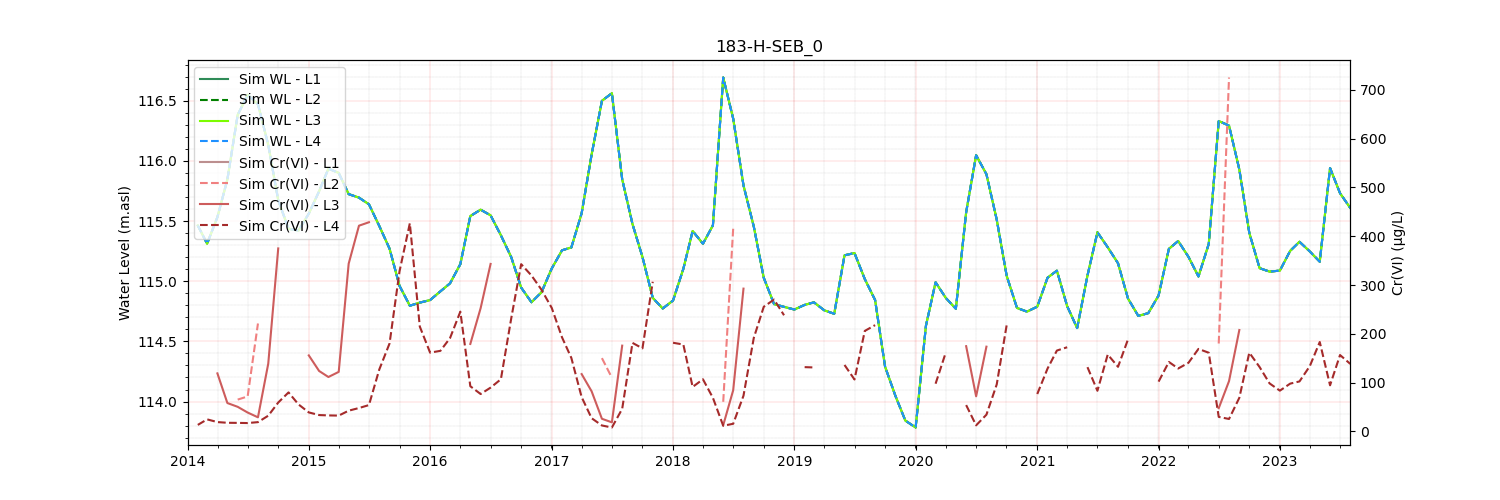 183-H-SEB_0
Sim WL - L1
Sim WL - L2
Sim WL - L3
Sim WL - L4
Sim Cr(VI) - L1
Sim Cr(VI) - L2
Sim Cr(VI) - L3
Sim Cr(VI) - L4
Water Level (m.asl)
116.5
116.0
115.5
115.0
114.5
114.0
Cr(VI) (µg/L)
700
600
500
400
300
200
100
0
2014 2015 2016 2017 2018 2019 2020 2021 2022 2023